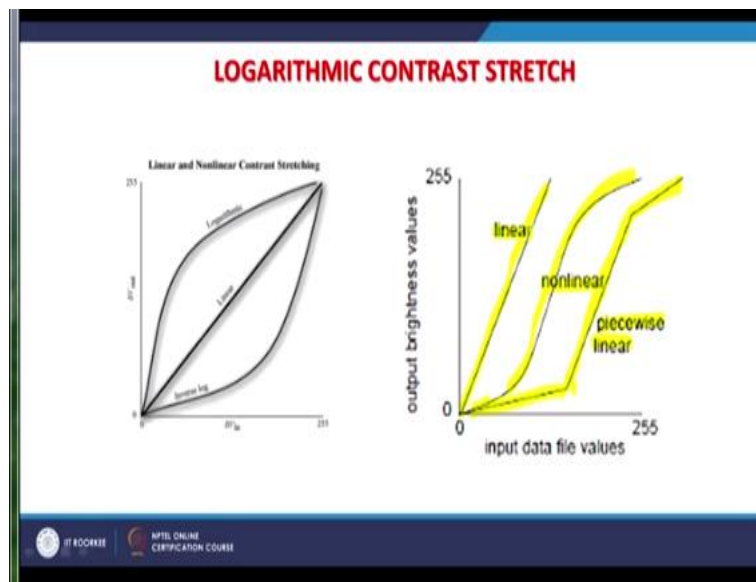 LOGARITHMIC CONTRAST STRETCH
Linear and Nonlinear Contrast Stretching
255
Logarithmic
Linear
Inverse log
0
255
255
linear
nonlinear
piecewise
linear
output brightness values
0
0
255
input data file values
IIT ROORKEE
NPTEL ONLINE
CERTIFICATION COURSE